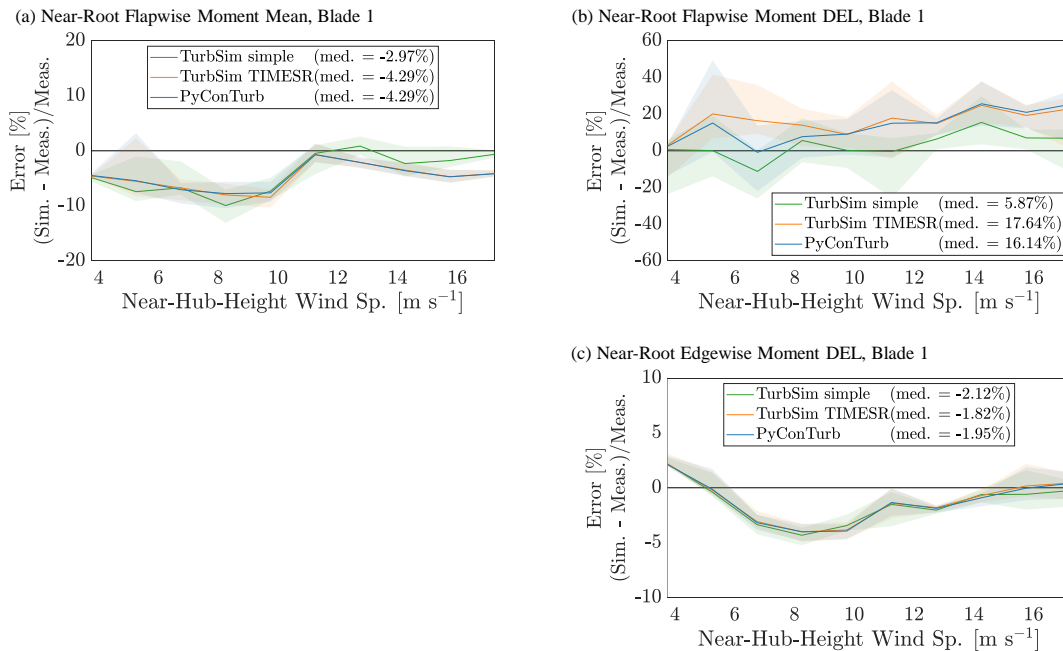 (a) Near-Root Flapwise Moment Mean, Blade 1
20
10
0
-10
-20
Error [%]
(Sim. - Meas.)/Meas.
TurbSim simple (med. = -2.97%)
TurbSim TIMESR (med. = -4.29%)
PyConTurb (med. = -4.29%)
4 6 8 10 12 14 16
Near-Hub-Height Wind Sp. [m s⁻¹]
(b) Near-Root Flapwise Moment DEL, Blade 1
60
40
20
0
-20
-40
-60
Error [%]
(Sim. - Meas.)/Meas.
TurbSim simple (med. = 5.87%)
TurbSim TIMESR (med. = 17.64%)
PyConTurb (med. = 16.14%)
4 6 8 10 12 14 16
Near-Hub-Height Wind Sp. [m s⁻¹]
(c) Near-Root Edgewise Moment DEL, Blade 1
10
5
0
-5
-10
Error [%]
(Sim. - Meas.)/Meas.
TurbSim simple (med. = -2.12%)
TurbSim TIMESR (med. = -1.82%)
PyConTurb (med. = -1.95%)
4 6 8 10 12 14 16
Near-Hub-Height Wind Sp. [m s⁻¹]